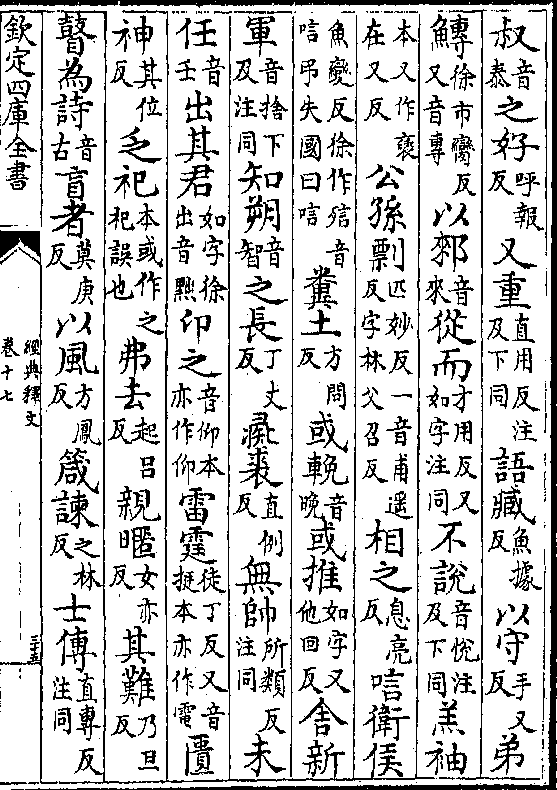 叔音泰之好呼報反又重直用反注及下同語臧魚據反以守手又反弟
鱄徐市臠反又音專以郲音來從而才用反又如字注同不說音悅注及下同羔袖
本又作褎在又反公孫剽匹妙反一音甫遥反字林父召反相之息亮反唁衛侯
魚變反徐作殗音唁弔失國曰唁糞土方問反或輓音晚或推如字又他回反舍新
軍音捨下及注同知朔音智之長丁丈反彘裘直例反無帥所類反注同未
任音壬出其君如字徐出音黜卬之音仰本亦作仰雷霆徒丁反又音挺本亦作電匱
神其位反乏祀本或作之祀誤也弗去起呂反親暱女亦反其難乃旦反
瞽為詩音古盲者莫庚反以風方鳳反箴諫之林反士傳直專反注同
欽定四庫全書
經典釋文
卷十七
三十五